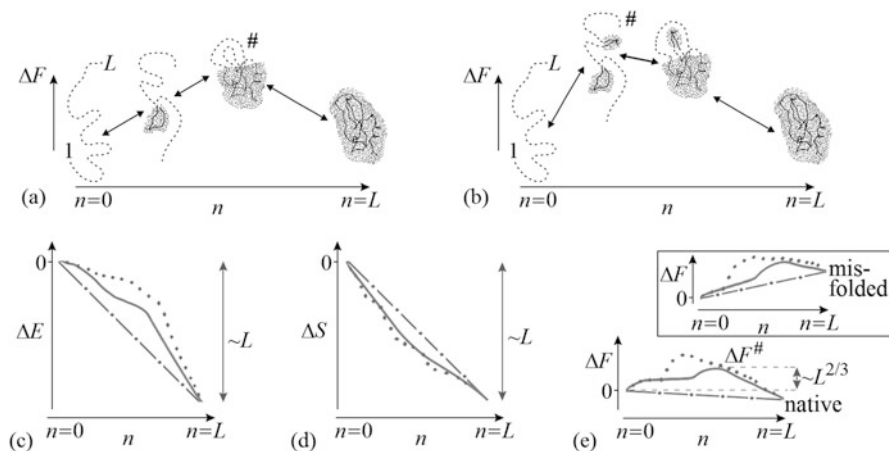 #
L
ΔF
1
(a)
n=0
n
n=L
#
L
ΔF
1
(b)
n=0
n
n=L
0
ΔE
~L
n=0
n
n=L
(c)
0
ΔS
~L
n=0
n
n=L
(d)
ΔF
0
mis-
folded
n=0
n
n=L
ΔF
ΔF#
~L2/3
0
native
n=0
n
n=L
(e)